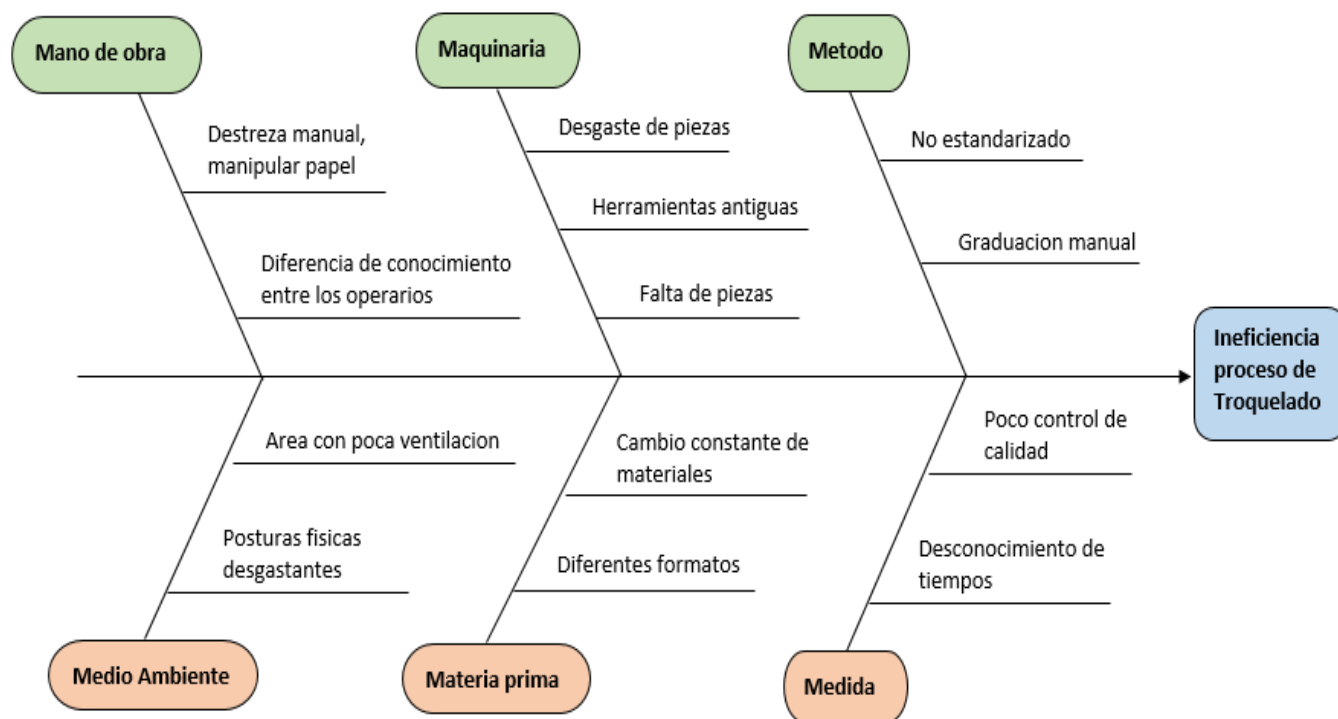 Mano de obra
Maquinaria
Metodo
Destreza manual,
manipular papel
Diferencia de conocimiento
entre los operarios
Desgaste de piezas
Herramientas antiguas
Falta de piezas
No estandarizado
Graduacion manual
Ineficiencia
proceso de
Troquelado
Area con poca ventilacion
Posturas fisicas
desgastantes
Cambio constante de
materiales
Diferentes formatos
Poco control de
calidad
Desconocimiento de
tiempos
Medio Ambiente
Materia prima
Medida